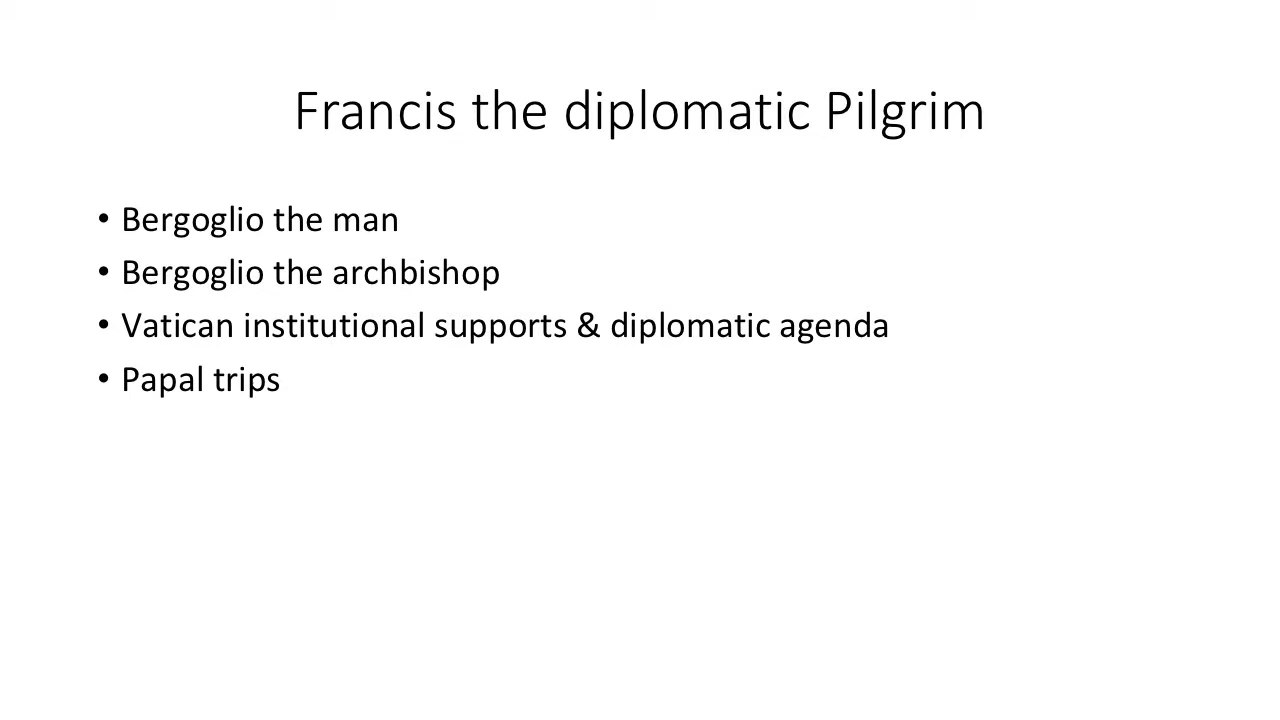 Francis the diplomatic Pilgrim
• Bergoglio the man
• Bergoglio the archbishop
• Vatican institutional supports & diplomatic agenda
• Papal trips